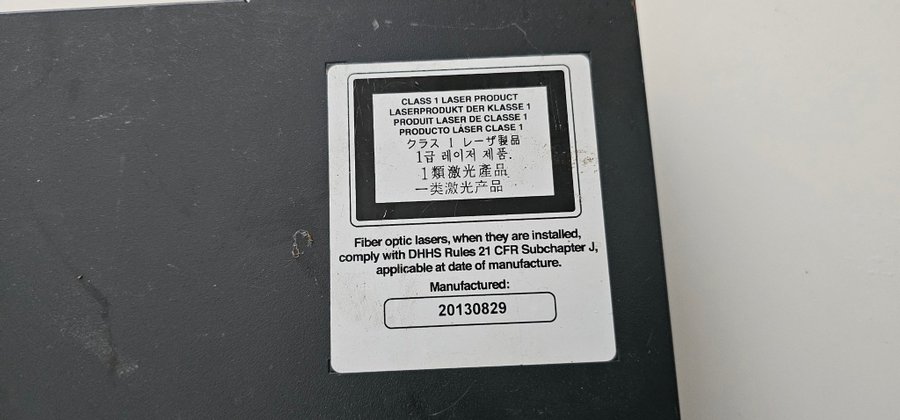 CLASS 1 LASER PRODUCT
LASERPRODUKT DER KLASSE 1
PRODUIT LASER DE CLASSE 1
PRODUCTO LÁSER CLASE 1
クラス 1 レーザ製品
1급 레이저 제품.
1類激光產品
一类激光产品
Fiber optic lasers, when they are installed,
comply with DHHS Rules 21 CFR Subchapter J,
applicable at date of manufacture.
Manufactured:
20130829